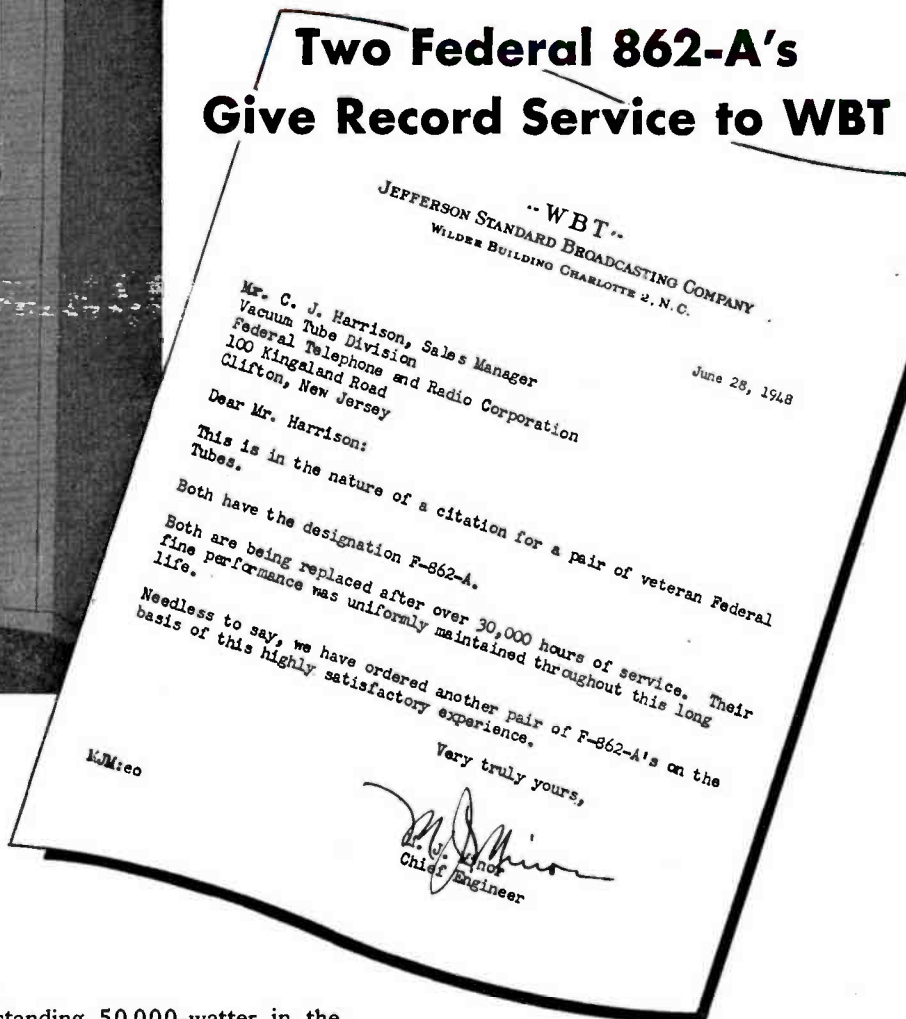 Two Federal 862-A's
Give Record Service to WBT
·· WBT ··
JEFFERSON STANDARD BROADCASTING COMPANY
WILDER BUILDING CHARLOTTE 2, N.C.
June 28, 1948
Mr. C. J. Harrison, Sales Manager
Vacuum Tube Division
Federal Telephone and Radio Corporation
100 Kingsland Road
Clifton, New Jersey
Dear Mr. Harrison:
This is in the nature of a citation for a pair of veteran Federal
Tubes.
Both have the designation F-862-A.
Both are being replaced after over 30,000 hours of service. Their
fine performance was uniformly maintained throughout this long
life.
Needless to say, we have ordered another pair of F-862-A's on the
basis of this highly satisfactory experience.
Very truly yours,
M. J. Minor
Chief Engineer
MJM:eo
standing 50,000 watter in the